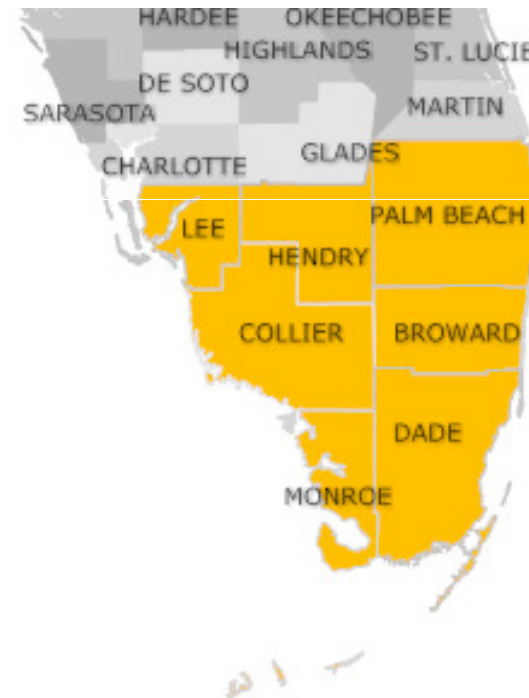 HARDEE
OKEECHOBEE
HIGHLANDS
ST. LUCIE
DE SOTO
SARASOTA
MARTIN
CHARLOTTE
GLADES
LEE
PALM BEACH
HENDRY
COLLIER
BROWARD
DADE
MONROE